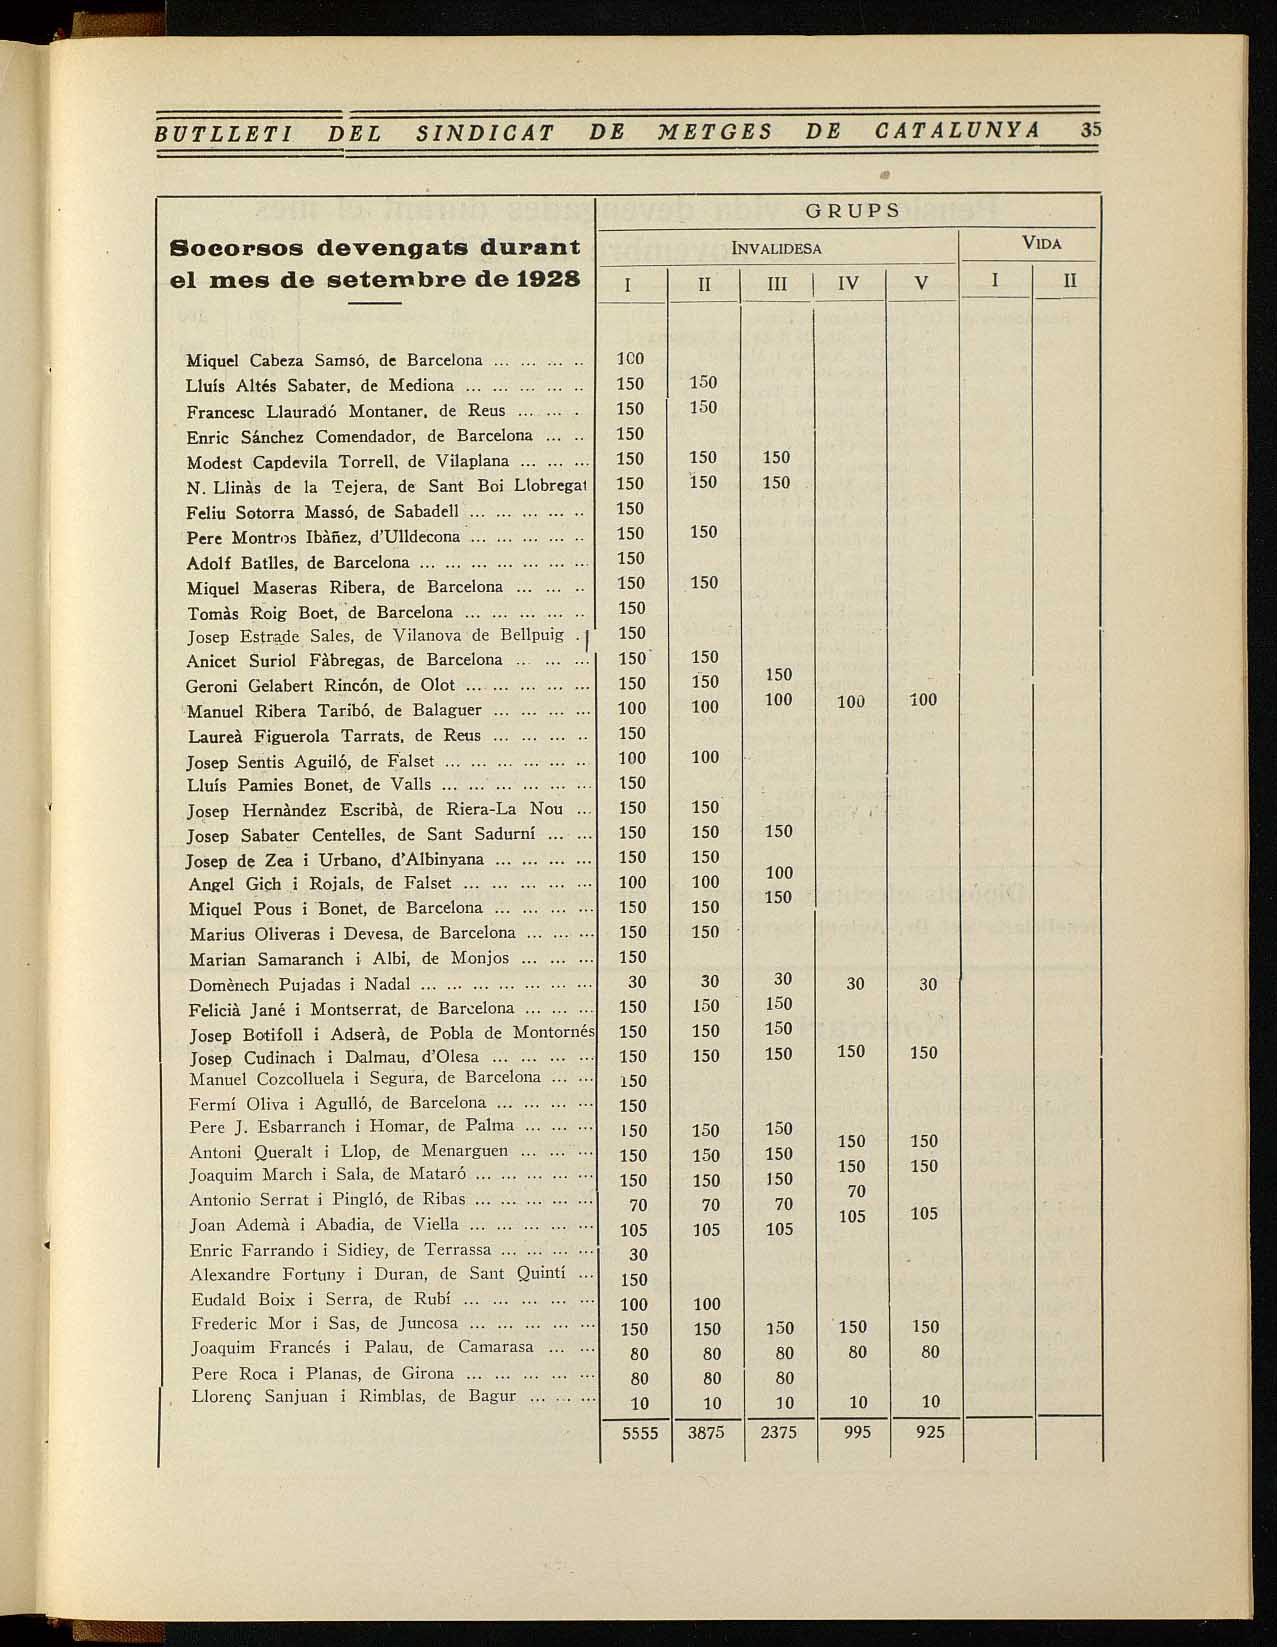 BUTLLETI DEL SINDICAT DE METGES DE CATALUNYA 35
Socorsos devengats durant
el mes de setembre de 1928
GRUPS
INVALIDESA VIDA
I II III IV V I II
Miquel Cabeza Samsó, de Barcelona ... ... ... .. 100
Lluís Altés Sabater, de Mediona ... ... ... ... .. 150 150
Francesc Llauradó Montaner, de Reus ... ... . 150 150
Enric Sánchez Comendador, de Barcelona ... .. 150
Modest Capdevila Torrell, de Vilaplana ... ... ... 150 150 150
N. Llinàs de la Tejera, de Sant Boi Llobregat 150 150 150
Feliu Sotorra Massó, de Sabadell ... ... ... ... .. 150
Pere Montros Ibàñez, d'Ulldecona ... ... ... ... .. 150 150
Adolf Batlles, de Barcelona ... ... ... ... ... ... .. 150
Miquel Maseras Ribera, de Barcelona ... ... .. 150 150
Tomàs Roig Boet, de Barcelona ... ... ... ... .. 150
Josep Estrade Sales, de Vilanova de Bellpuig . 150
Anicet Suriol Fàbregas, de Barcelona ... ... ... 150 150
Geroni Gelabert Rincón, de Olot ... ... ... ... ... 150 150 150
Manuel Ribera Taribó, de Balaguer ... ... ... ... 100 100 100 100 100
Laureà Figuerola Tarrats, de Reus ... ... ... .. 150
Josep Sentis Aguiló, de Falset ... ... ... ... ... .. 100 100
Lluís Pamies Bonet, de Valls ... ... ... ... ... ... 150
Josep Hernàndez Escribà, de Riera-La Nou ... 150 150
Josep Sabater Centelles, de Sant Sadurní ... ... 150 150 150
Josep de Zea i Urbano, d'Albinyana ... ... ... ... 150 150
Angel Gich i Rojals, de Falset ... ... ... ... ... 100 100 100
Miquel Pous i Bonet, de Barcelona ... ... ... ... 150 150 150
Marius Oliveras i Devesa, de Barcelona ... ... ... 150 150
Marian Samaranch i Albi, de Monjos ... ... ... 150
Domènech Pujadas i Nadal ... ... ... ... ... ... ... 30 30 30 30 30
Felicià Jané i Montserrat, de Barcelona ... ... ... 150 150 150
Josep Botifoll i Adserà, de Pobla de Montornés 150 150 150
Josep Cudinach i Dalmau, d'Olesa ... ... ... ... 150 150 150 150 150
Manuel Cozcolluela i Segura, de Barcelona ... ... 150
Fermí Oliva i Agulló, de Barcelona ... ... ... ... 150
Pere J. Esbarranch i Homar, de Palma ... ... ... 150 150 150
Antoni Queralt i Llop, de Menarguen ... ... ... 150 150 150 150 150
Joaquim March i Sala, de Mataró ... ... ... ... ... 150 150 150 150 150
Antonio Serrat i Pingló, de Ribas ... ... ... ... ... 70 70 70 70
Joan Ademà i Abadia, de Viella ... ... ... ... ... 105 105 105 105 105
Enric Farrando i Sidiey, de Terrassa ... ... ... ... 30
Alexandre Fortuny i Duran, de Sant Quintí ... 150
Eudald Boix i Serra, de Rubí ... ... ... ... ... 100 100
Frederic Mor i Sas, de Juncosa ... ... ... ... ... 150 150 150 150 150
Joaquim Francés i Palau, de Camarasa ... ... 80 80 80 80 80
Pere Roca i Planas, de Girona ... ... ... ... ... 80 80 80
Llorenç Sanjuan i Rimblas, de Bagur ... ... ... 10 10 10 10 10
5555 3875 2375 995 925